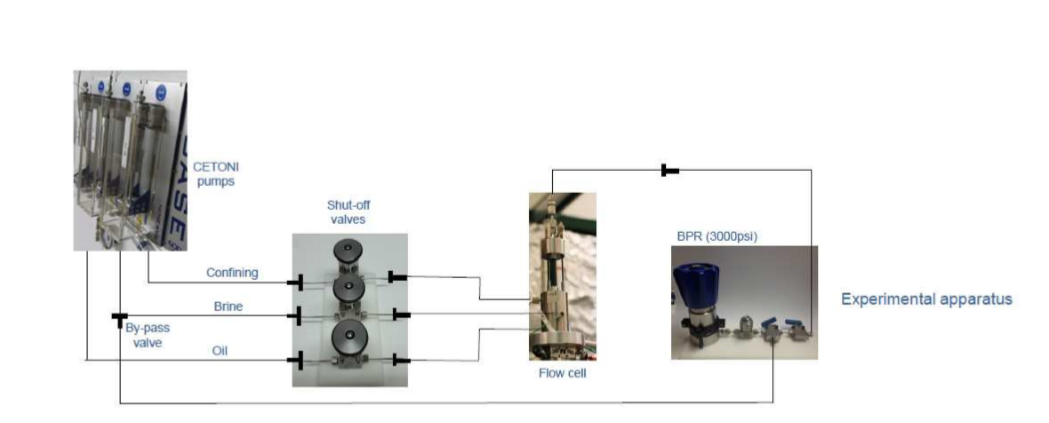 CETONI
pumps
Shut-off
valves
BPR (3000psi)
Confining
Experimental apparatus
Brine
By-pass
valve
Oil
Flow cell